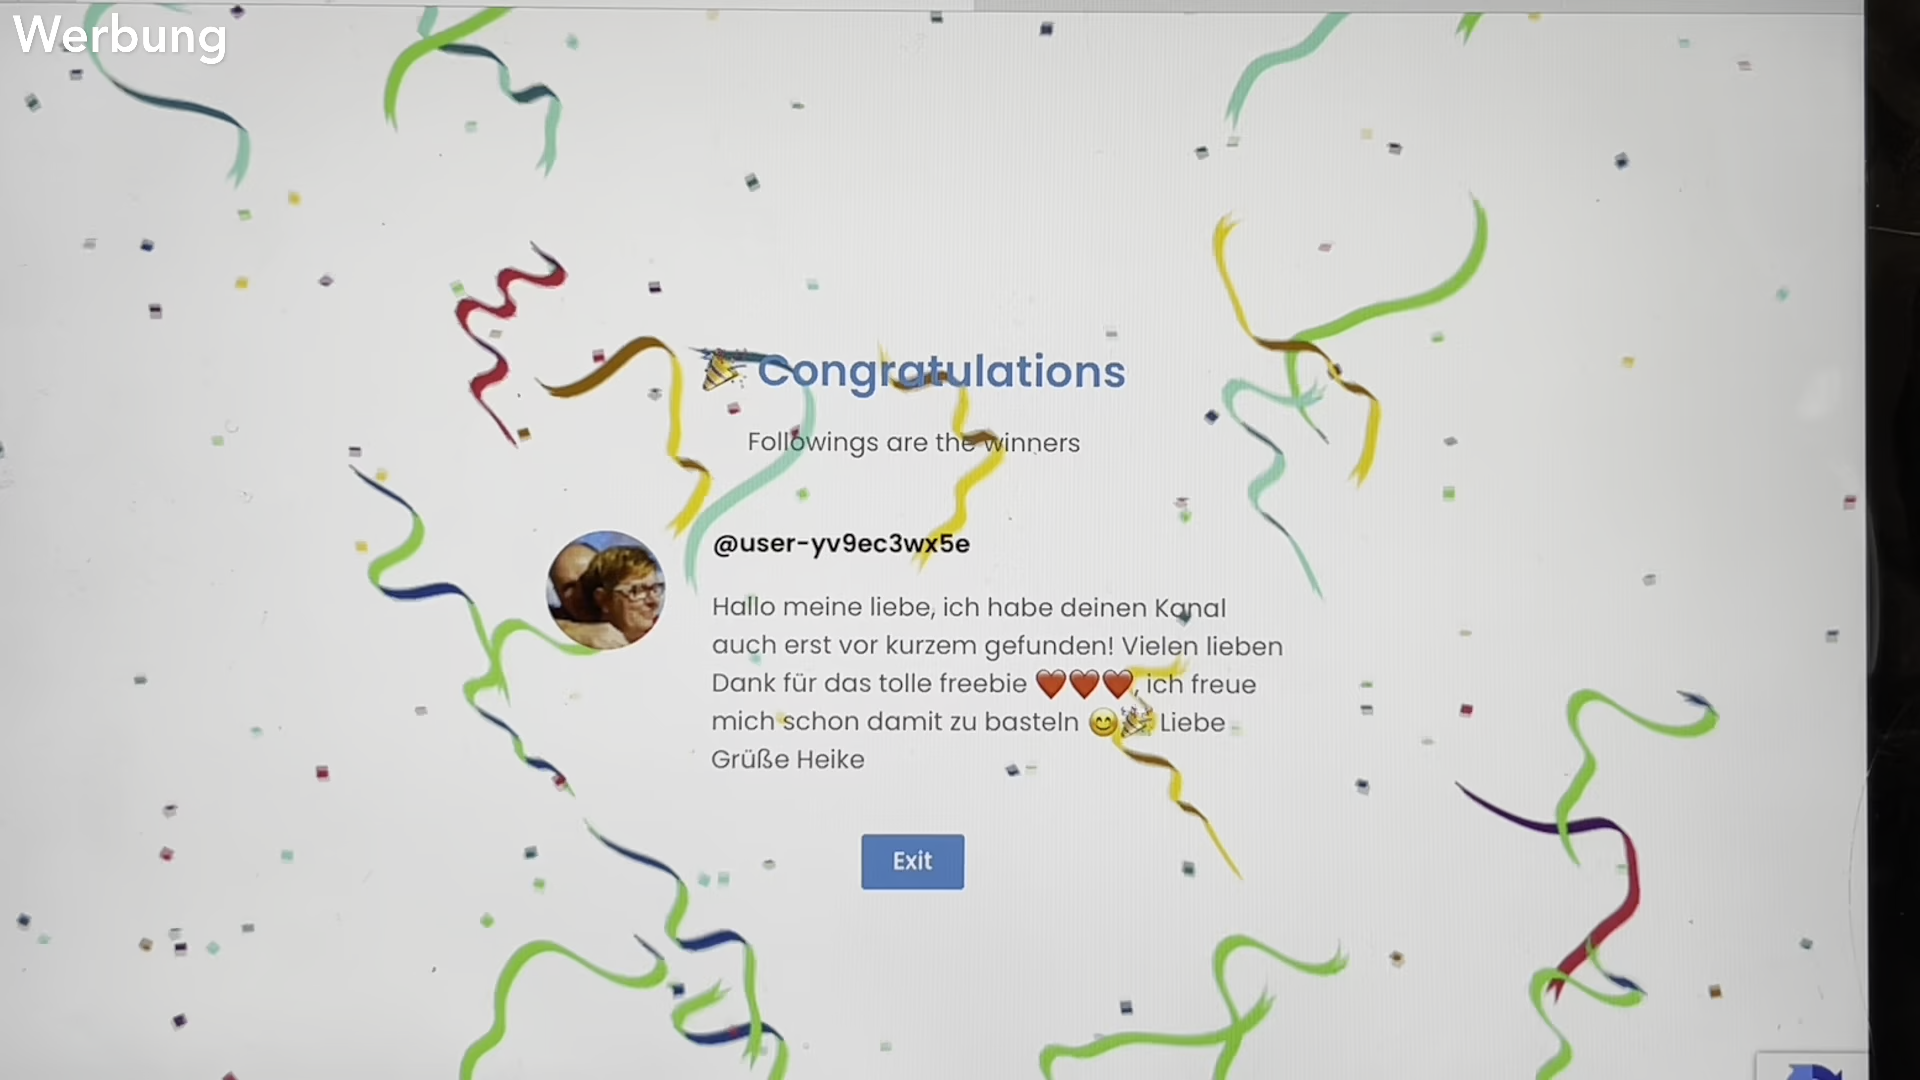 Werbung
🎉 Congratulations
Followings are the winners
@user-yv9ec3wx5e
Hallo meine liebe, ich habe deinen Kanal
auch erst vor kurzem gefunden! Vielen lieben
Dank für das tolle freebie ❤️❤️❤️, ich freue
mich schon damit zu basteln 😊🎉 Liebe
Grüße Heike
Exit